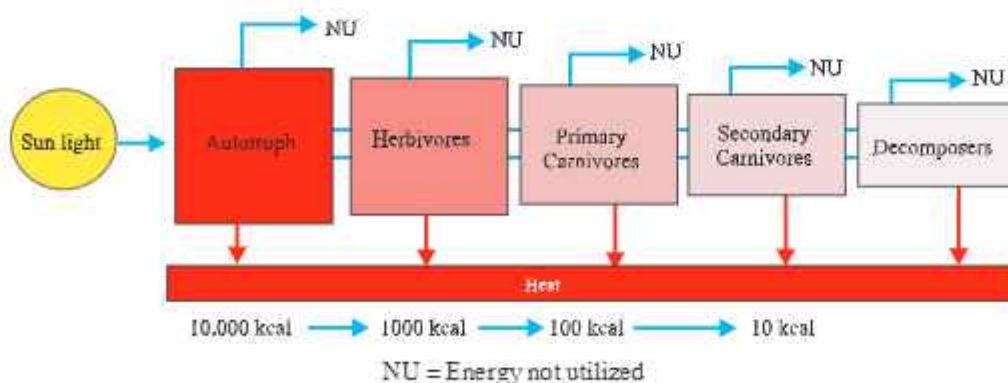 NU
NU
NU
NU
NU
Sun light
Autotroph
Herbivores
Primary
Carnivores
Secondary
Carnivores
Decomposers
Heat
10,000 kcal
1000 kcal
100 kcal
10 kcal
NU = Energy not utilized